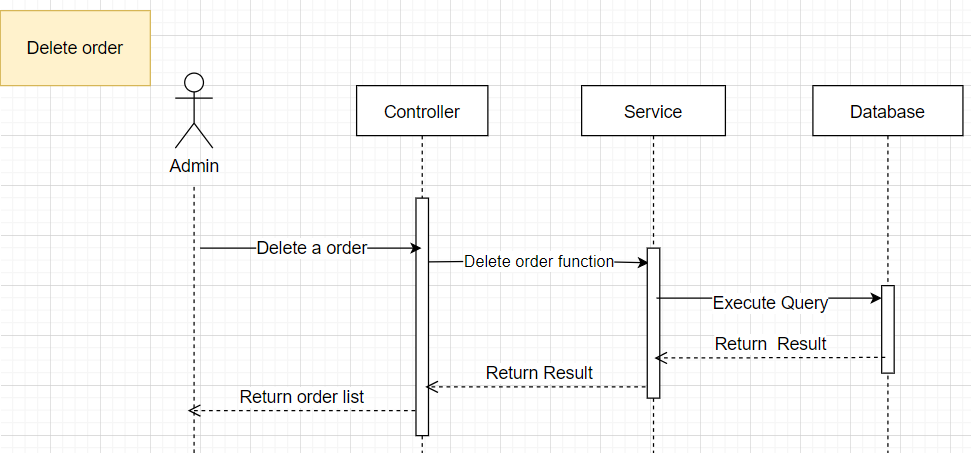 Delete order
Admin
Controller
Service
Database
Delete a order
Delete order function
Execute Query
Return Result
Return Result
Return order list